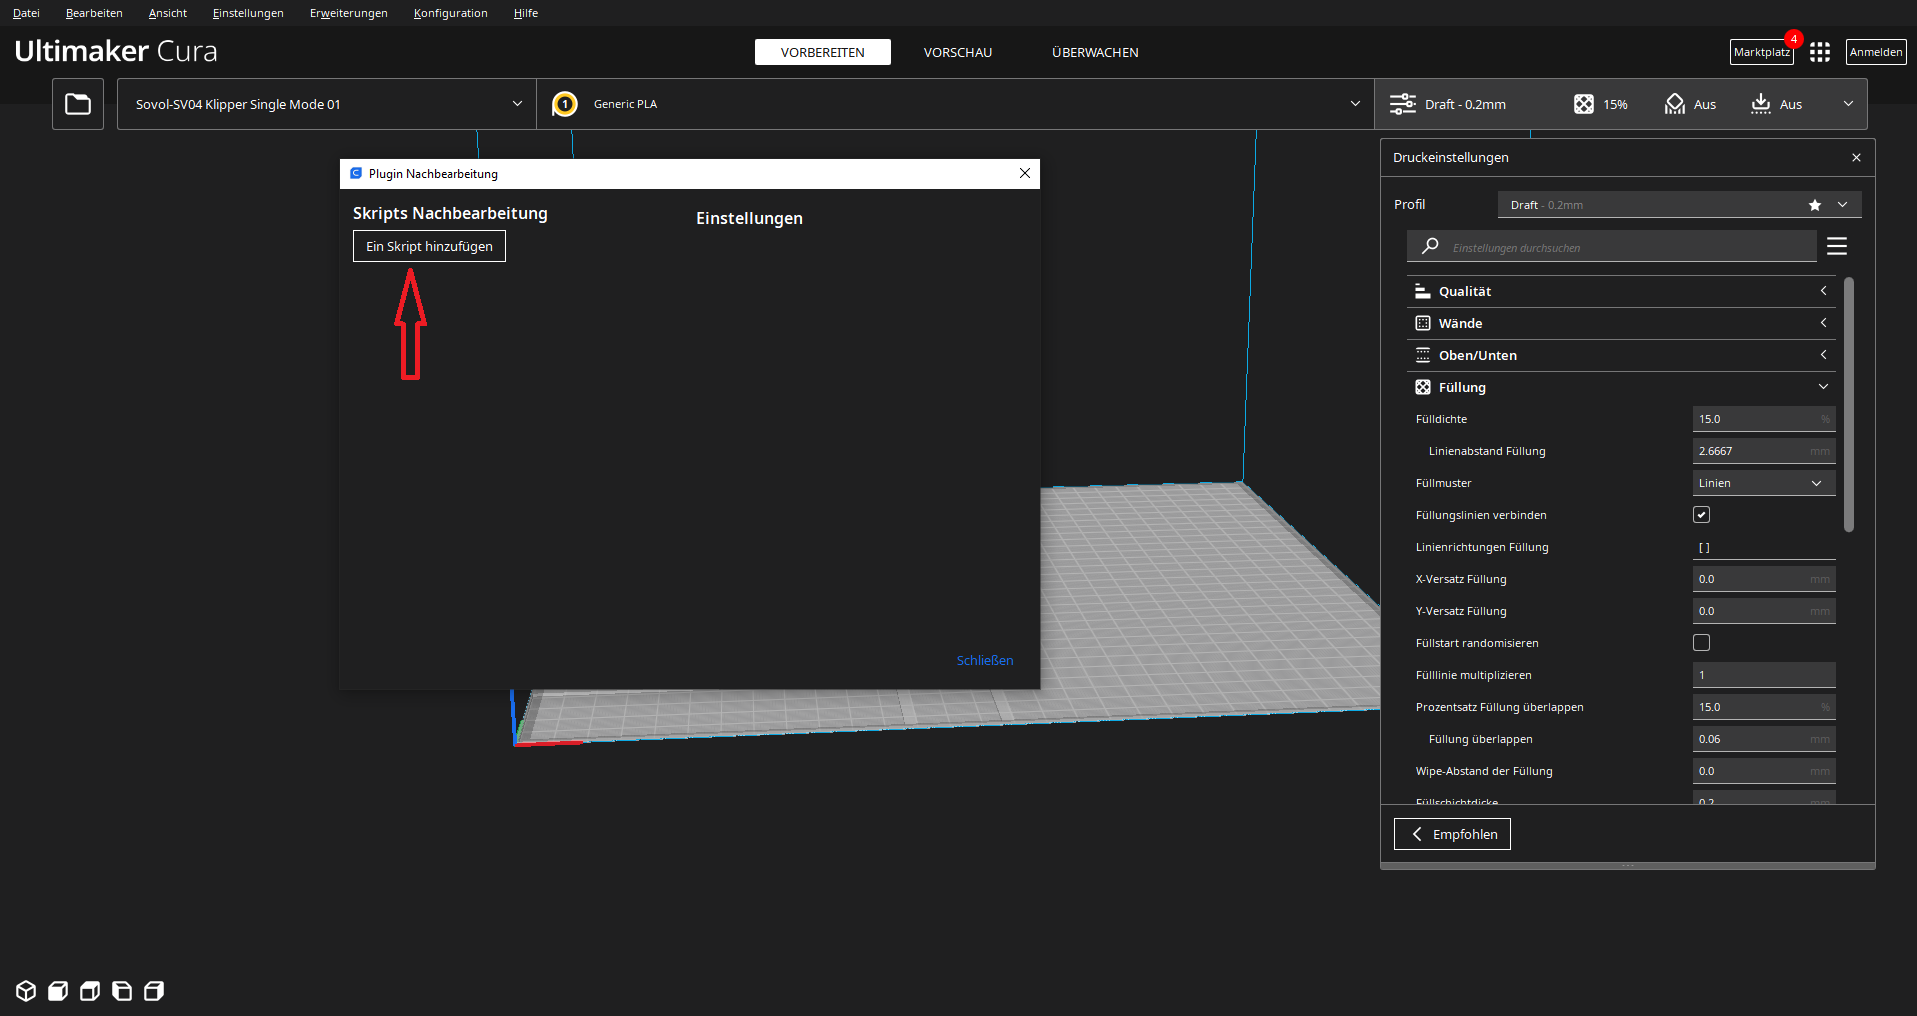 Datei Bearbeiten Ansicht Einstellungen Erweiterungen Konfiguration Hilfe
Ultimaker Cura
VORBEREITEN VORSCHAU ÜBERWACHEN
Marktplatz 4 Anmelden
Sovol-SV04 Klipper Single Mode 01
1 Generic PLA
Draft - 0.2mm 15% Aus Aus
Plugin Nachbearbeitung
Skripts Nachbearbeitung
Ein Skript hinzufügen
Einstellungen
Schließen
Druckeinstellungen
Profil Draft - 0.2mm
Einstellungen durchsuchen
Qualität
Wände
Oben/Unten
Füllung
Fülldichte 15.0 %
Linienabstand Füllung 2.6667 mm
Füllmuster Linien
Füllungslinien verbinden
Linienrichtungen Füllung [ ]
X-Versatz Füllung 0.0 mm
Y-Versatz Füllung 0.0 mm
Füllstart randomisieren
Fülllinie multiplizieren 1
Prozentsatz Füllung überlappen 15.0 %
Füllung überlappen 0.06 mm
Wipe-Abstand der Füllung 0.0 mm
Füllschichtdicke 0.2 mm
Empfohlen